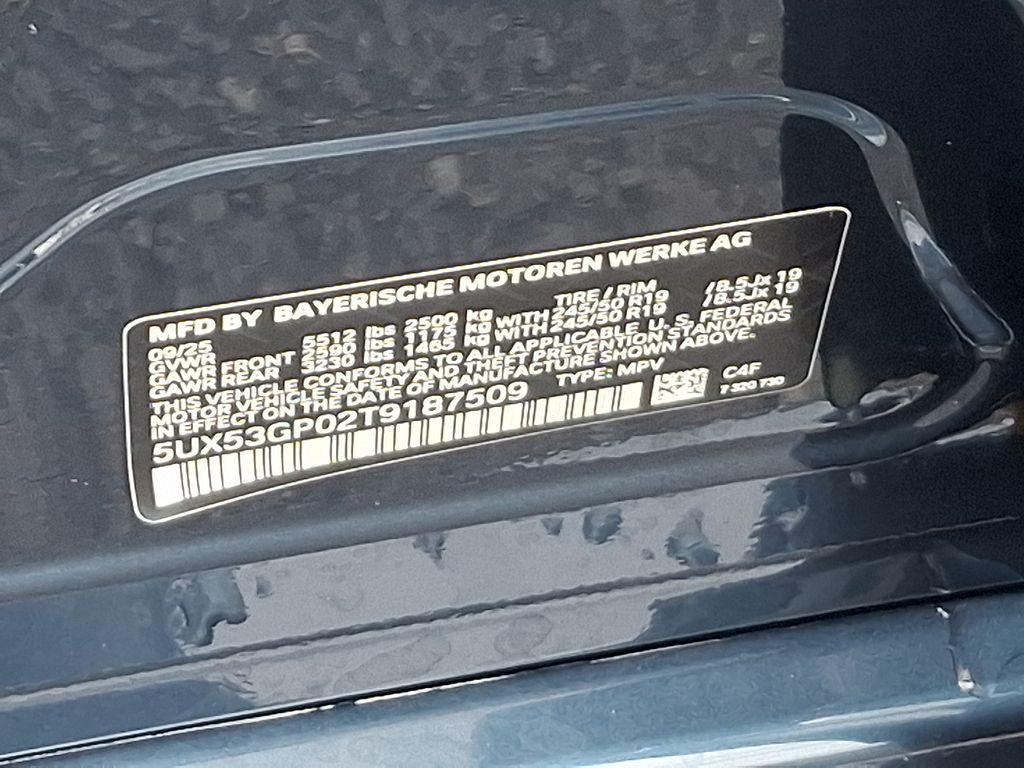 MFD BY BAYERISCHE MOTOREN WERKE AG
09/25 TIRE / RIM
GVWR 5512 lbs 2500 kg
GAWR FRONT 2590 lbs 1175 kg WITH 245/50 R19 /8.5Jx 19
GAWR REAR 3230 lbs 1465 kg WITH 245/50 R19 /8.5Jx 19
THIS VEHICLE CONFORMS TO ALL APPLICABLE U. S. FEDERAL
MOTOR VEHICLE SAFETY AND THEFT PREVENTION STANDARDS
IN EFFECT ON THE DATE OF MANUFACTURE SHOWN ABOVE.
5UX53GP02T9187509 TYPE: MPV C4F
7 320 730